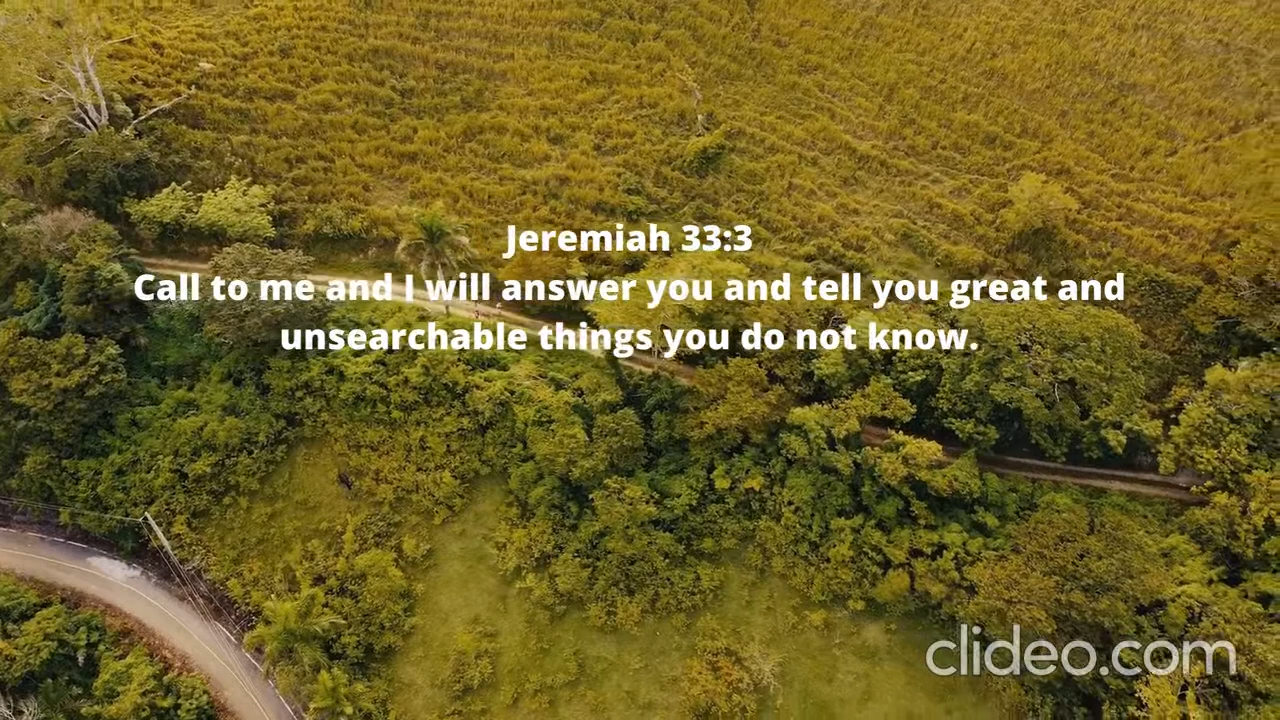 Jeremiah 33:3
Call to me and I will answer you and tell you great and
unsearchable things you do not know.
clideo.com